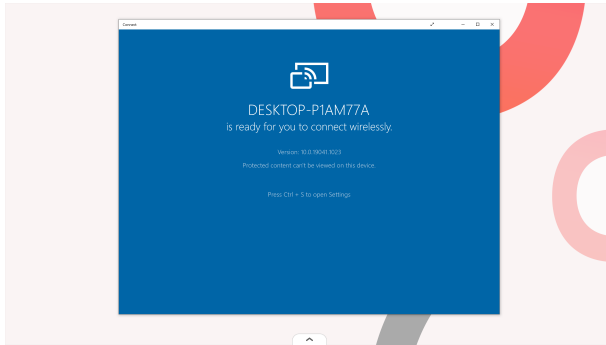 Connect
DESKTOP-P1AM77A
is ready for you to connect wirelessly.
Version: 10.0.19041.1023
Protected content can't be viewed on this device.
Press Ctrl + S to open Settings